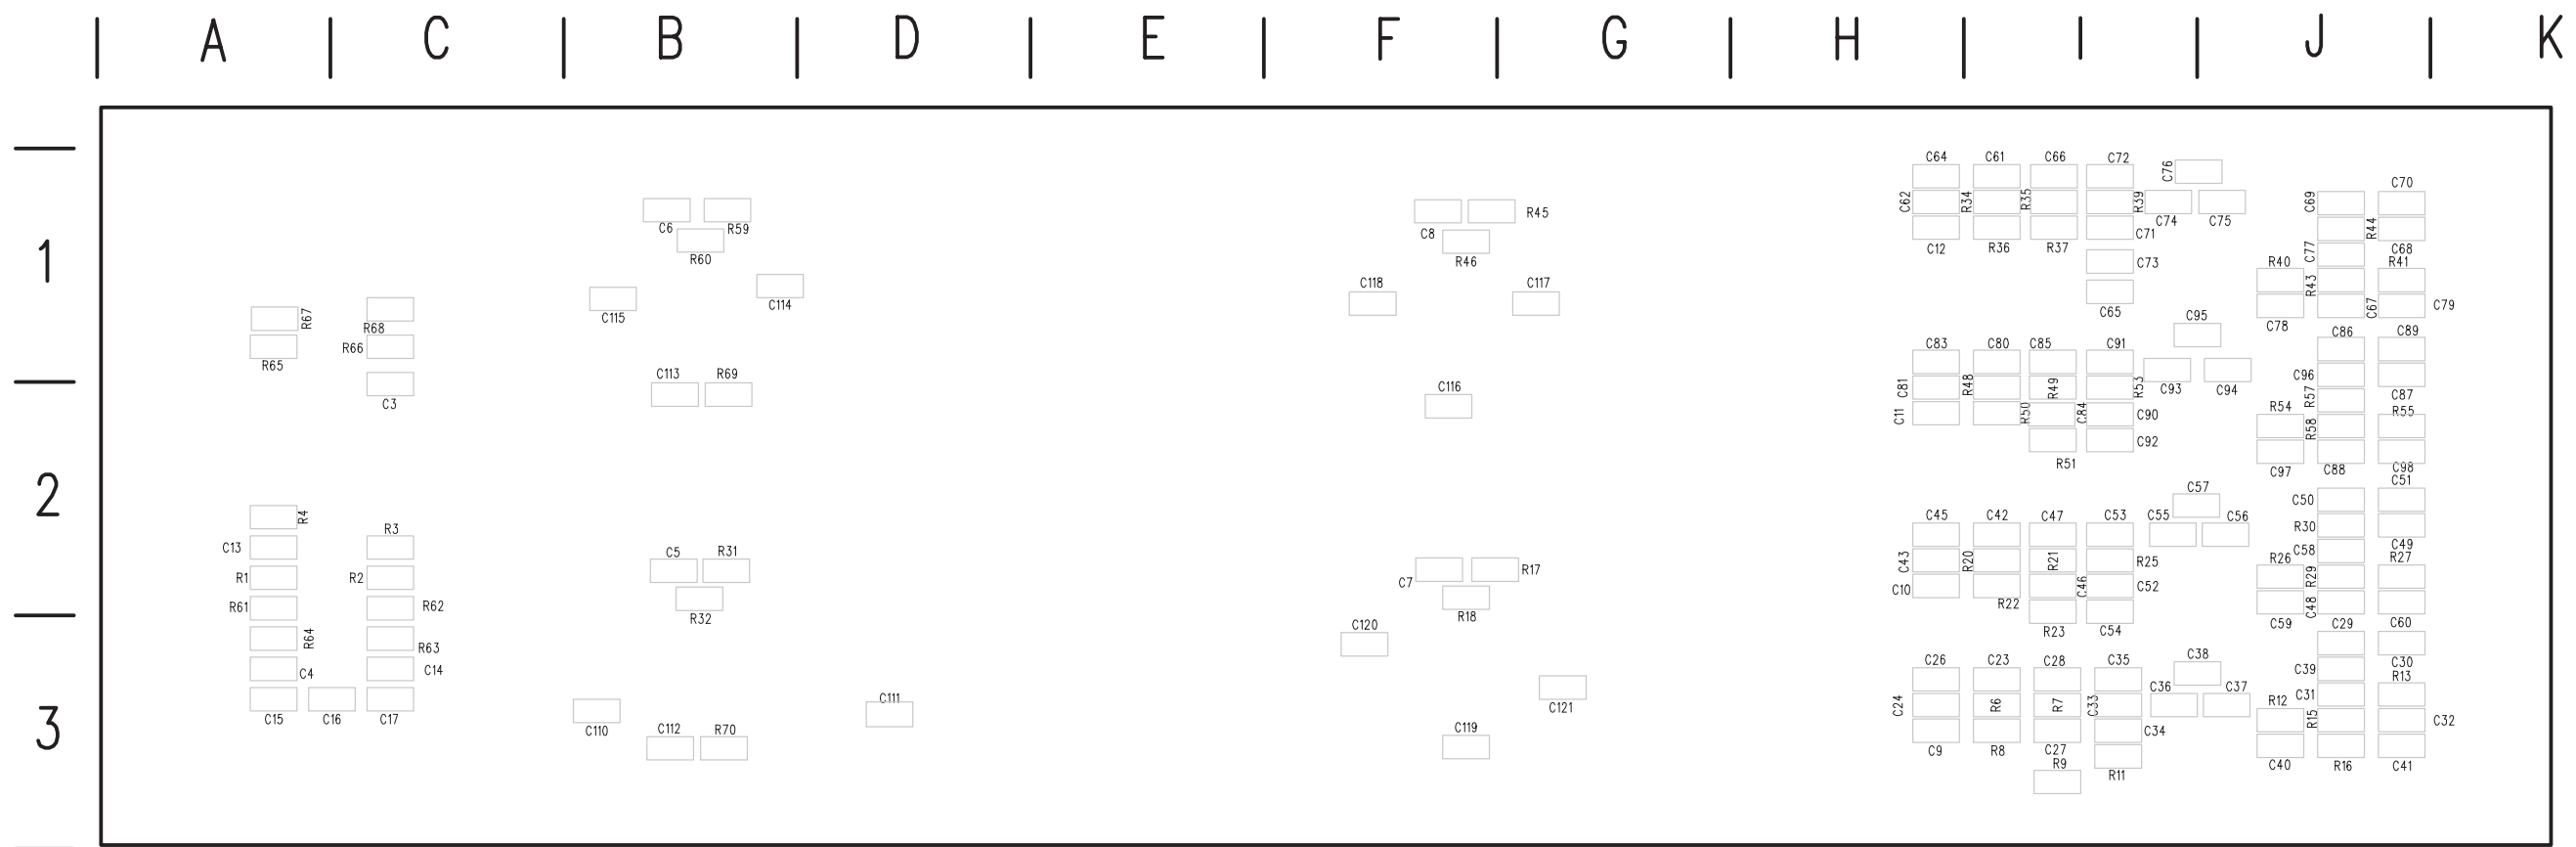 A C B D E F G H I J K
C64 C61 C66 C72 C76
C70
C62 R34 R35 R39 C74 C75 C69
C6 R59 C8 R45 R44
C12 R36 R37 C71 C77 C68
R60 R46
1 C73 R40 R41
C118 C117 R43
C115 C114 C65 C67 C79
R67 R68 C95 C78
R66 C83 C80 C85 C91 C86 C89
R65 C113 R69 C116 C96
C3 C81 R48 R49 R53 C93 C94 R57 C87
C11 R50 C84 C90 R54 R55
R58
C92
R51 C97 C88 C98
2 C57 C51
C50
R4 R3 C45 C42 C47 C53 C55 C56 R30
C13 C5 R31 C49
C58
R1 R2 C7 R17 C43 R20 R21 R25 R26 R27
R29
C10 C46 C52
R61 R62 R32 R18 R22 C48
C120 R23 C54 C59 C29 C60
R64 R63
C4 C14 C26 C23 C28 C35 C38 C39 C30
R13
C36 C37 C31
C111 C24 R6 R7 C33 R12
3 C15 C16 C17 C121 R15 C32
C110 C112 R70 C119 C34
C9 R8 C27
R9 R11 C40 R16 C41